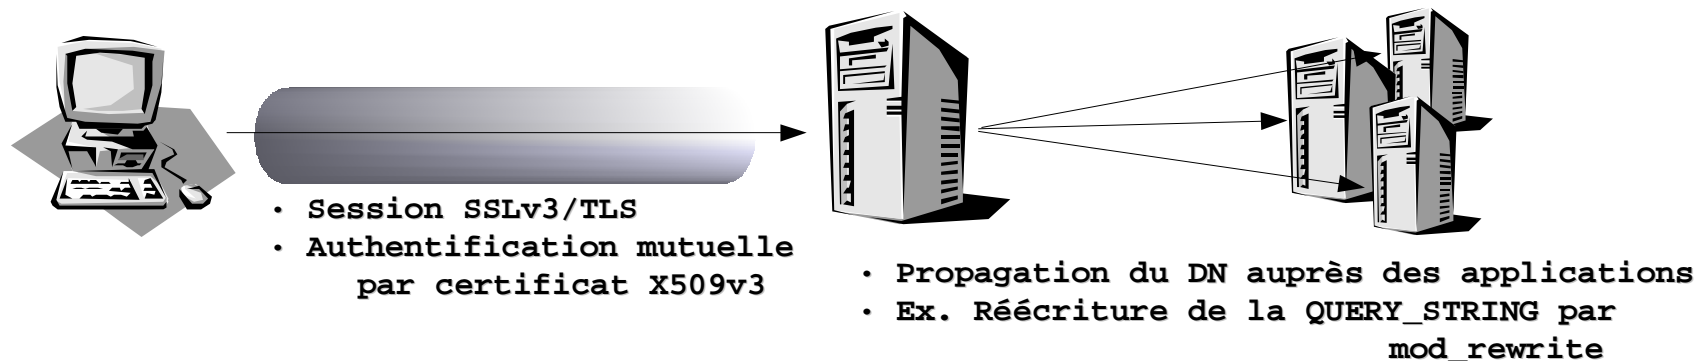 • Session SSLv3/TLS
• Authentification mutuelle
par certificat X509v3
• Propagation du DN auprès des applications
• Ex. Réécriture de la QUERY_STRING par
mod_rewrite